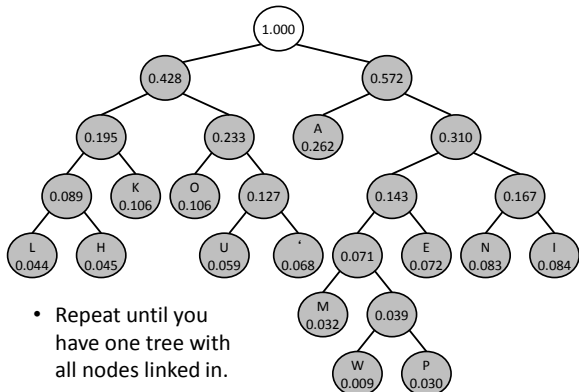 1.000
0.428
0.572
0.195
0.233
A
0.262
0.310
0.089
K
0.106
O
0.106
0.127
0.143
0.167
L
0.044
H
0.045
U
0.059
‘
0.068
0.071
E
0.072
N
0.083
I
0.084
M
0.032
0.039
W
0.009
P
0.030
• Repeat until you
have one tree with
all nodes linked in.